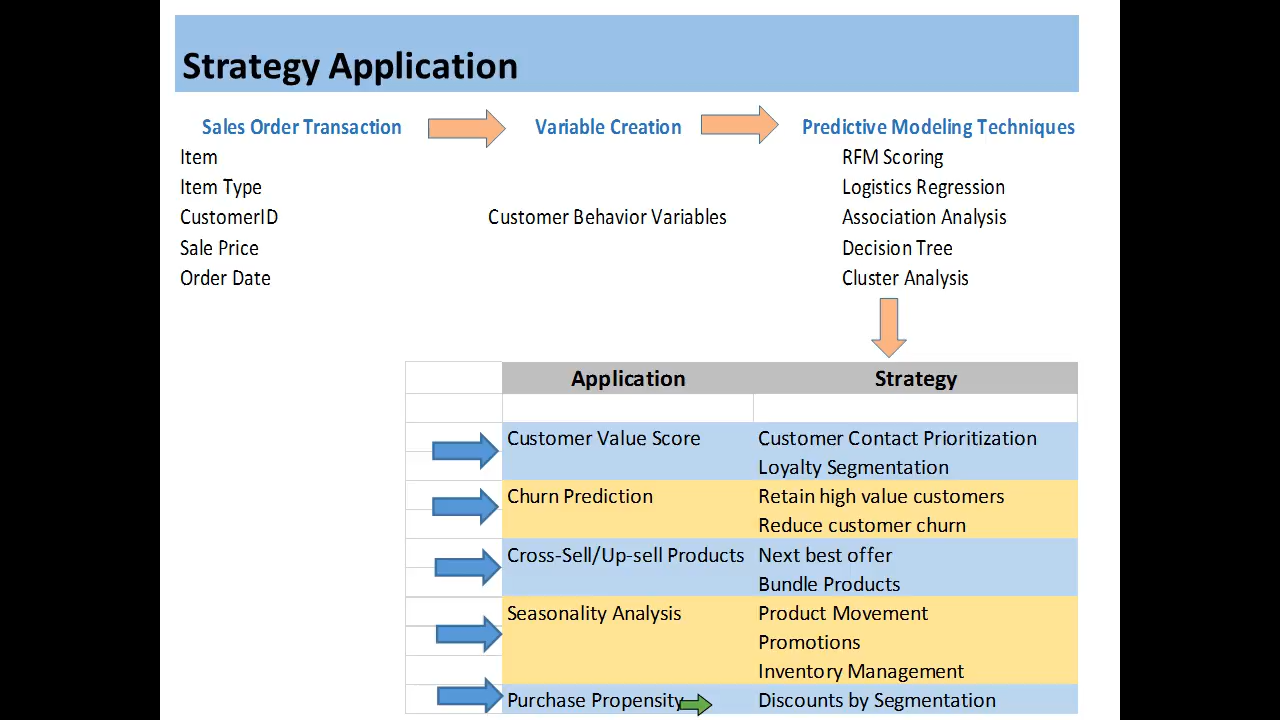 Strategy Application
Sales Order Transaction
Variable Creation
Predictive Modeling Techniques
Item
RFM Scoring
Item Type
Logistics Regression
CustomerID
Customer Behavior Variables
Association Analysis
Sale Price
Decision Tree
Order Date
Cluster Analysis
Application
Strategy
Customer Value Score
Customer Contact Prioritization
Loyalty Segmentation
Churn Prediction
Retain high value customers
Reduce customer churn
Cross-Sell/Up-sell Products
Next best offer
Bundle Products
Seasonality Analysis
Product Movement
Promotions
Inventory Management
Purchase Propensity
Discounts by Segmentation